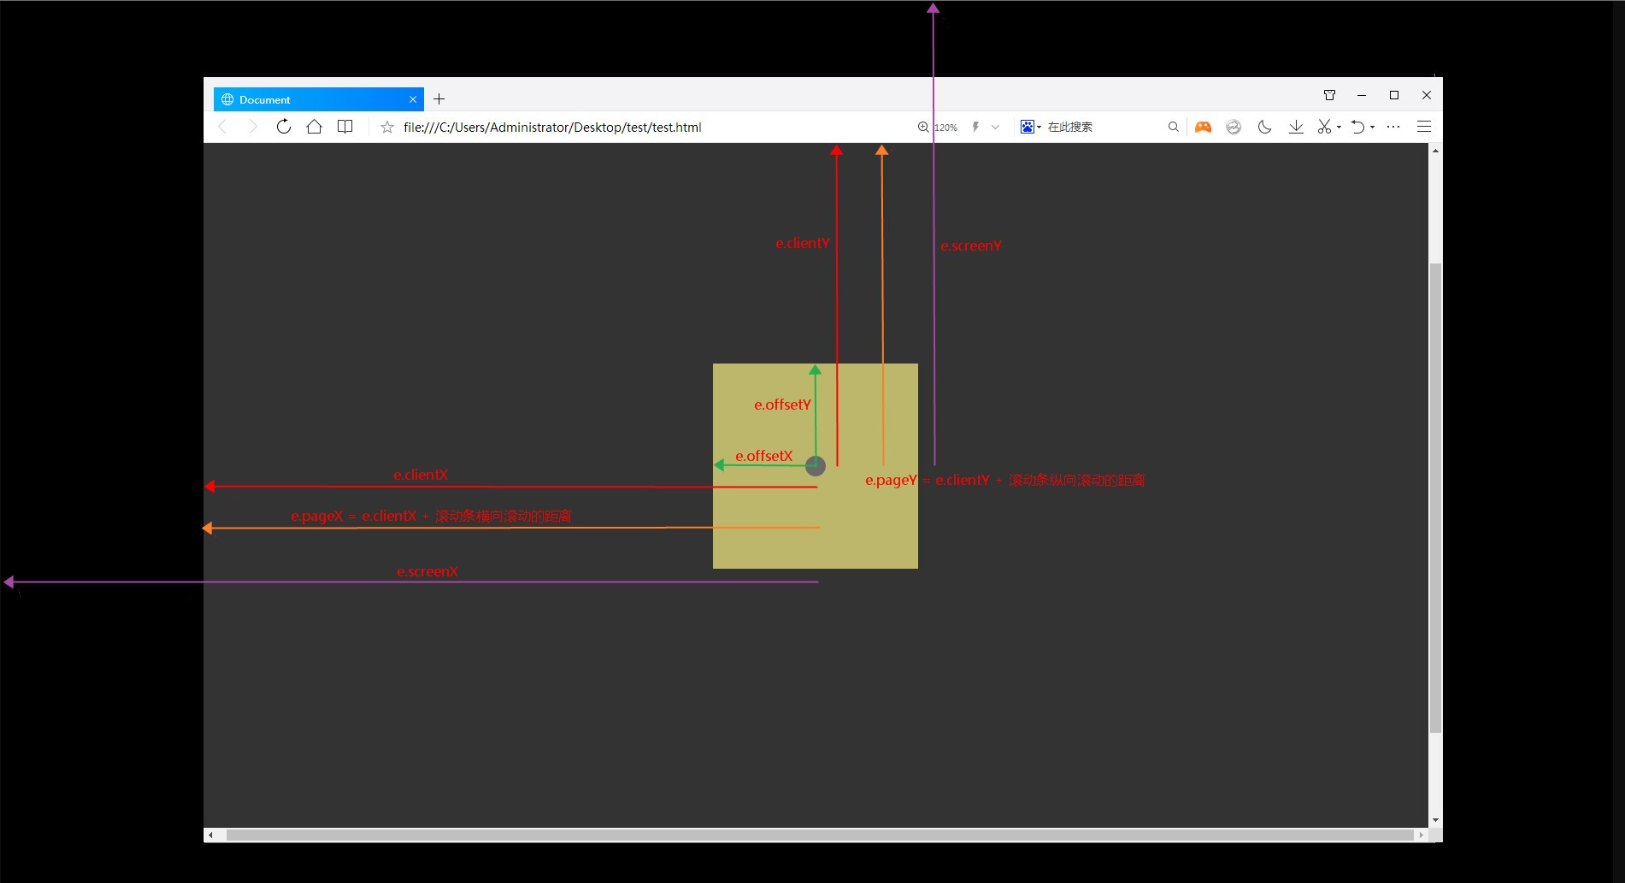 Document
file:///C:/Users/Administrator/Desktop/test/test.html
120%
在此搜索
e.clientY
e.screenY
e.offsetY
e.offsetX
e.clientX
e.pageY = e.clientY + 滚动条纵向滚动的距离
e.pageX = e.clientX + 滚动条横向滚动的距离
e.screenX